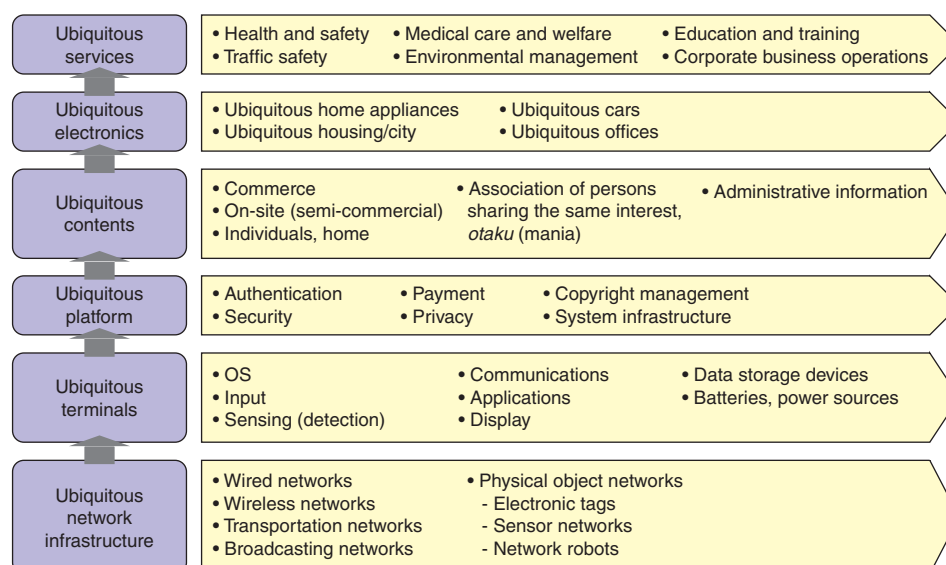 Ubiquitous
services
• Health and safety
• Traffic safety
• Medical care and welfare
• Environmental management
• Education and training
• Corporate business operations
Ubiquitous
electronics
• Ubiquitous home appliances
• Ubiquitous housing/city
• Ubiquitous cars
• Ubiquitous offices
Ubiquitous
contents
• Commerce
• On-site (semi-commercial)
• Individuals, home
• Association of persons
sharing the same interest,
otaku (mania)
• Administrative information
Ubiquitous
platform
• Authentication
• Security
• Payment
• Privacy
• Copyright management
• System infrastructure
Ubiquitous
terminals
• OS
• Input
• Sensing (detection)
• Communications
• Applications
• Display
• Data storage devices
• Batteries, power sources
Ubiquitous
network
infrastructure
• Wired networks
• Wireless networks
• Transportation networks
• Broadcasting networks
• Physical object networks
- Electronic tags
- Sensor networks
- Network robots